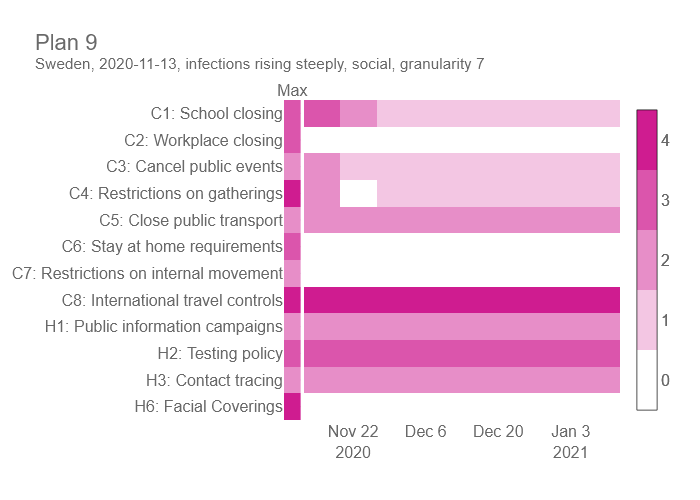 Plan 9
Sweden, 2020-11-13, infections rising steeply, social, granularity 7
Max
C1: School closing
C2: Workplace closing
C3: Cancel public events
C4: Restrictions on gatherings
C5: Close public transport
C6: Stay at home requirements
C7: Restrictions on internal movement
C8: International travel controls
H1: Public information campaigns
H2: Testing policy
H3: Contact tracing
H6: Facial Coverings
4
3
2
1
0
Nov 22 Dec 6 Dec 20 Jan 3
2020 2021